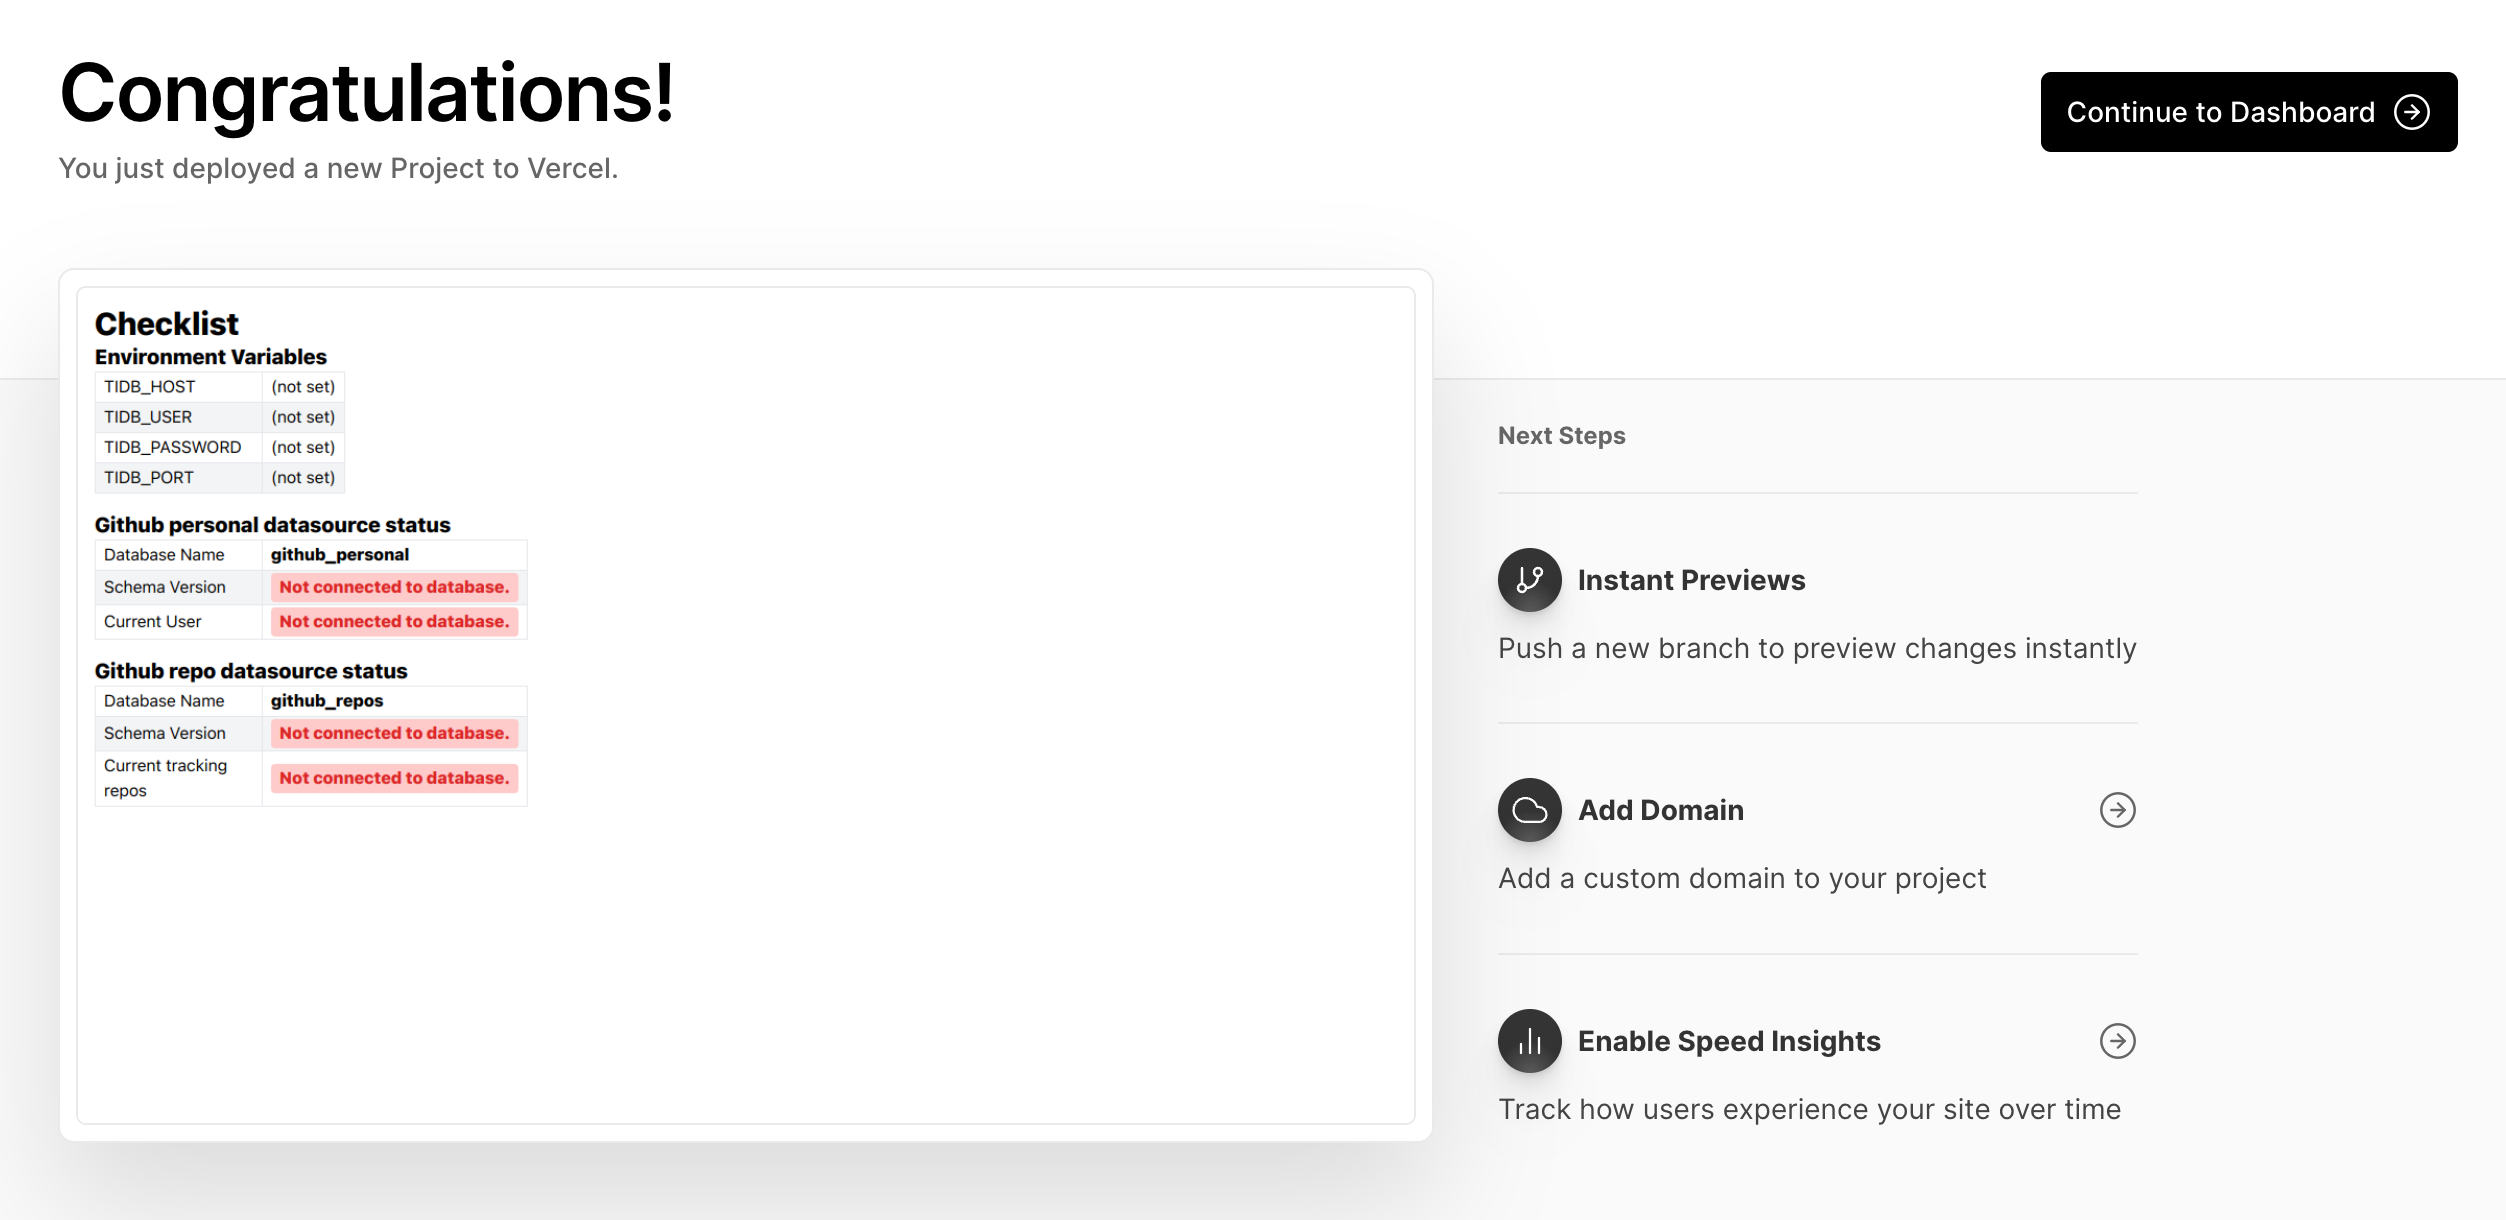 Congratulations!
You just deployed a new Project to Vercel.
Continue to Dashboard
Checklist
Environment Variables
TIDB_HOST (not set)
TIDB_USER (not set)
TIDB_PASSWORD (not set)
TIDB_PORT (not set)
Github personal datasource status
Database Name github_personal
Schema Version Not connected to database.
Current User Not connected to database.
Github repo datasource status
Database Name github_repos
Schema Version Not connected to database.
Current tracking
repos Not connected to database.
Next Steps
Instant Previews
Push a new branch to preview changes instantly
Add Domain
Add a custom domain to your project
Enable Speed Insights
Track how users experience your site over time